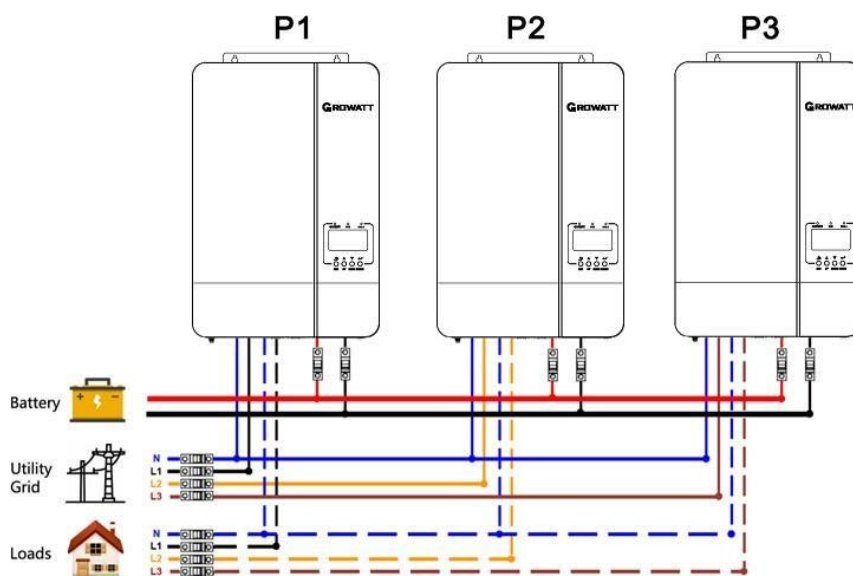 P1
P2
P3
GROWATT
GROWATT
GROWATT
Battery
Utility
Grid
N
L1
L2
L3
Loads
N
L1
L2
L3